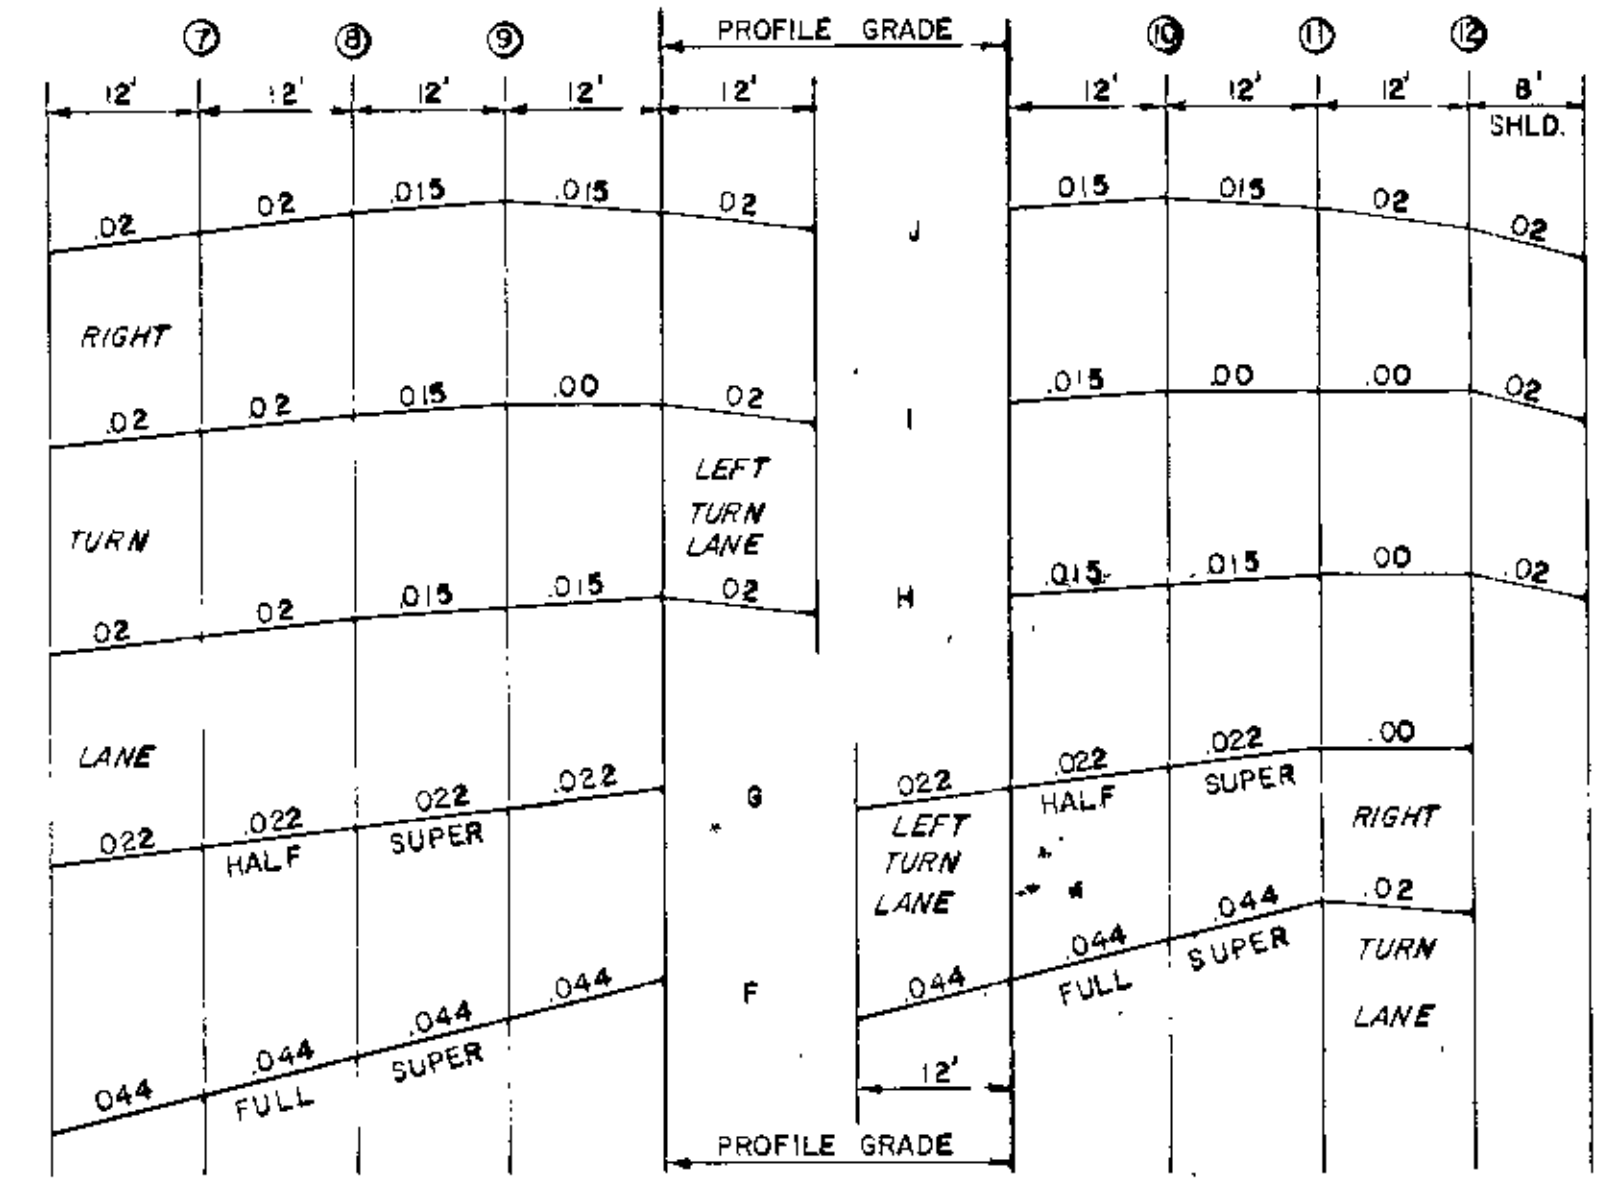 PROFILE GRADE
7 8 9 10 11 12
12' 12' 12' 12' 12' 12' 12' 12' 8'
SHLD.
.02 .02 .015 .015 .02 J .015 .015 .02 .02
RIGHT
.02 .02 .015 .00 .02 I .015 .00 .00 .02
LEFT
TURN
TURN
LANE
.02 .02 .015 .015 .02 H .015 .015 .00 .02
LANE
.022 .022 .022 .022 G .022 .022 .022 .00
HALF SUPER HALF SUPER
LEFT
TURN
LANE
RIGHT
.044 .044 .044 .044 F .044 .044 .044 .02
FULL SUPER FULL SUPER
TURN
LANE
12'
PROFILE GRADE